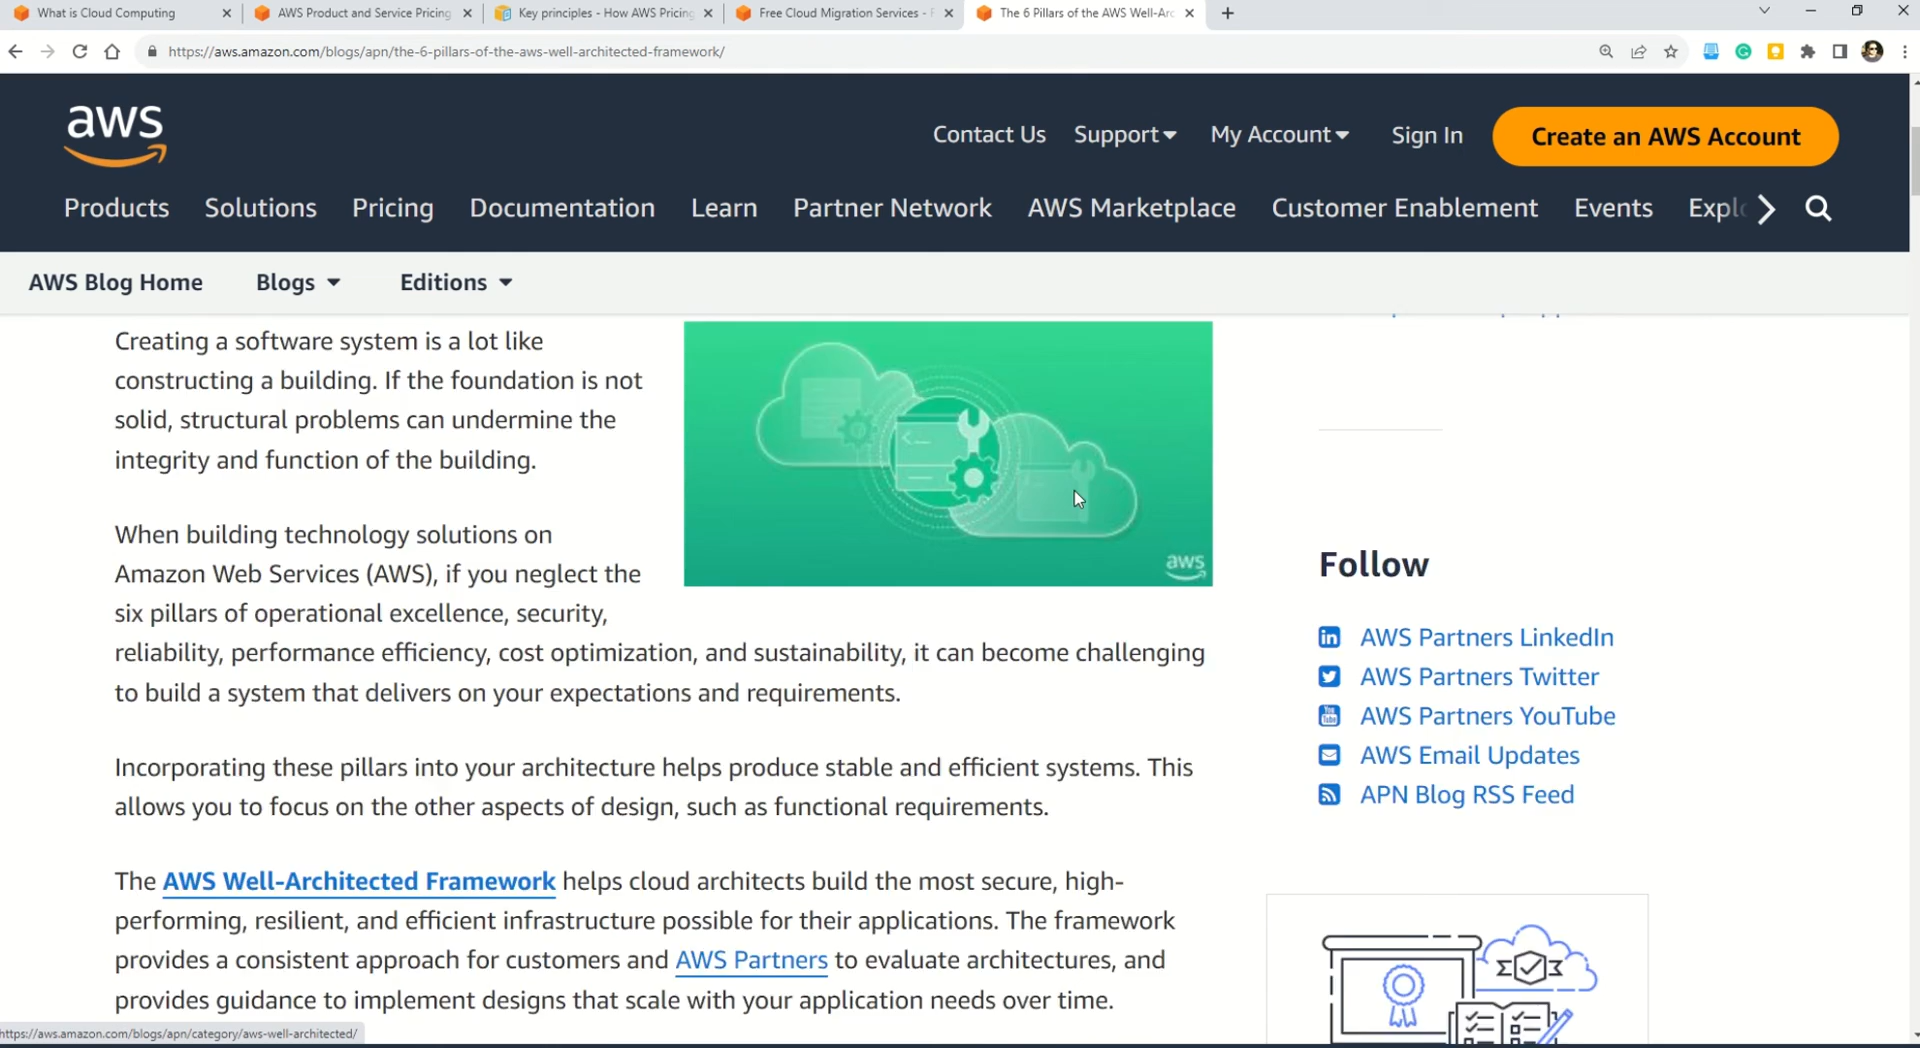 What is Cloud Computing
AWS Product and Service Pricing
Key principles - How AWS Pricing
Free Cloud Migration Services -
The 6 Pillars of the AWS Well-Arc
https://aws.amazon.com/blogs/apn/the-6-pillars-of-the-aws-well-architected-framework/
aws
Contact Us
Support
My Account
Sign In
Create an AWS Account
Products
Solutions
Pricing
Documentation
Learn
Partner Network
AWS Marketplace
Customer Enablement
Events
Explo
AWS Blog Home
Blogs
Editions
Creating a software system is a lot like
constructing a building. If the foundation is not
solid, structural problems can undermine the
integrity and function of the building.
When building technology solutions on
Amazon Web Services (AWS), if you neglect the
six pillars of operational excellence, security,
reliability, performance efficiency, cost optimization, and sustainability, it can become challenging
to build a system that delivers on your expectations and requirements.
Incorporating these pillars into your architecture helps produce stable and efficient systems. This
allows you to focus on the other aspects of design, such as functional requirements.
The AWS Well-Architected Framework helps cloud architects build the most secure, high-
performing, resilient, and efficient infrastructure possible for their applications. The framework
provides a consistent approach for customers and AWS Partners to evaluate architectures, and
provides guidance to implement designs that scale with your application needs over time.
aws
Follow
in AWS Partners LinkedIn
AWS Partners Twitter
You Tube AWS Partners YouTube
AWS Email Updates
APN Blog RSS Feed
https://aws.amazon.com/blogs/apn/category/aws-well-architected/